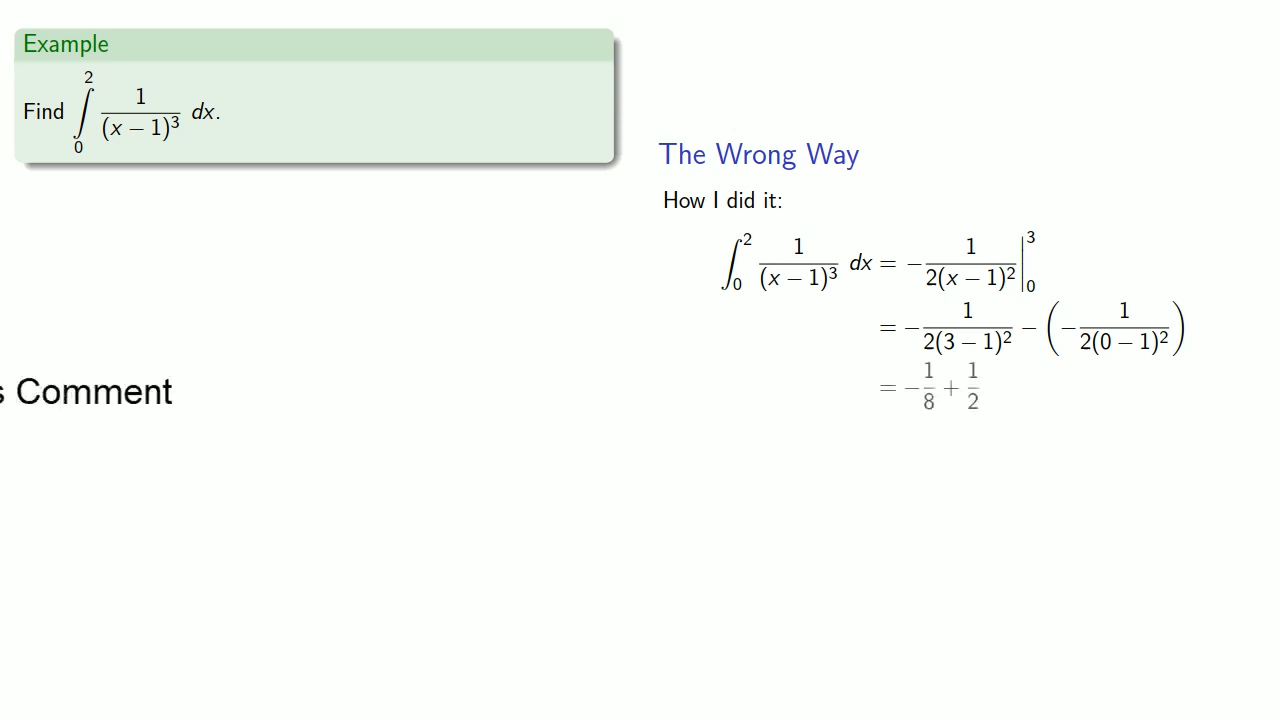 Example
Find ∫₀² 1/(x − 1)³ dx.
The Wrong Way
How I did it:
∫₀² 1/(x − 1)³ dx = − 1/(2(x − 1)²) |₀³
= − 1/(2(3 − 1)²) − (− 1/(2(0 − 1)²))
= − 1/8 + 1/2
s Comment